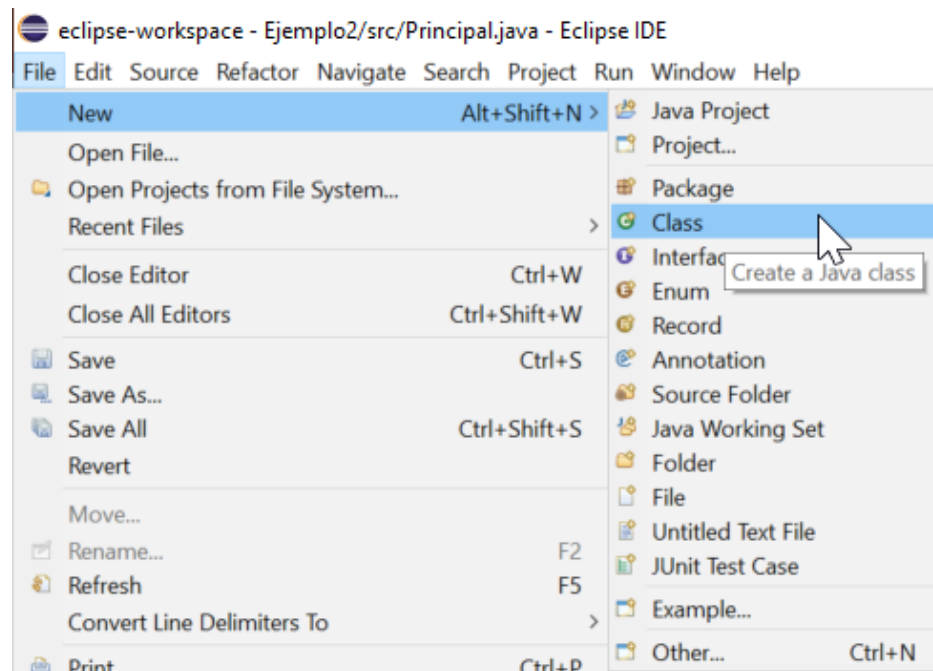 eclipse-workspace - Ejemplo2/src/Principal.java - Eclipse IDE
File Edit Source Refactor Navigate Search Project Run Window Help
New Alt+Shift+N >
Open File...
Open Projects from File System...
Recent Files >
Close Editor Ctrl+W
Close All Editors Ctrl+Shift+W
Save Ctrl+S
Save As...
Save All Ctrl+Shift+S
Revert
Move...
Rename... F2
Refresh F5
Convert Line Delimiters To >
Print Ctrl+P
Java Project
Project...
Package
Class
Interfac
Create a Java class
Enum
Record
Annotation
Source Folder
Java Working Set
Folder
File
Untitled Text File
JUnit Test Case
Example...
Other... Ctrl+N